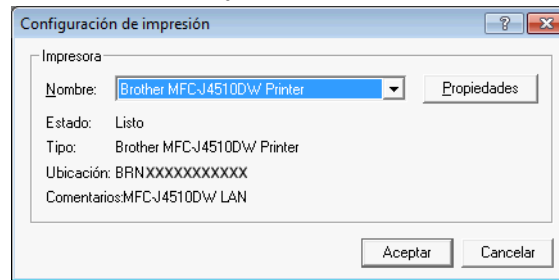 Configuración de impresión
Impresora
Nombre: Brother MFC-J4510DW Printer Propiedades
Estado: Listo
Tipo: Brother MFC-J4510DW Printer
Ubicación: BRNXXXXXXXXXXX
Comentarios:MFC-J4510DW LAN
Aceptar Cancelar